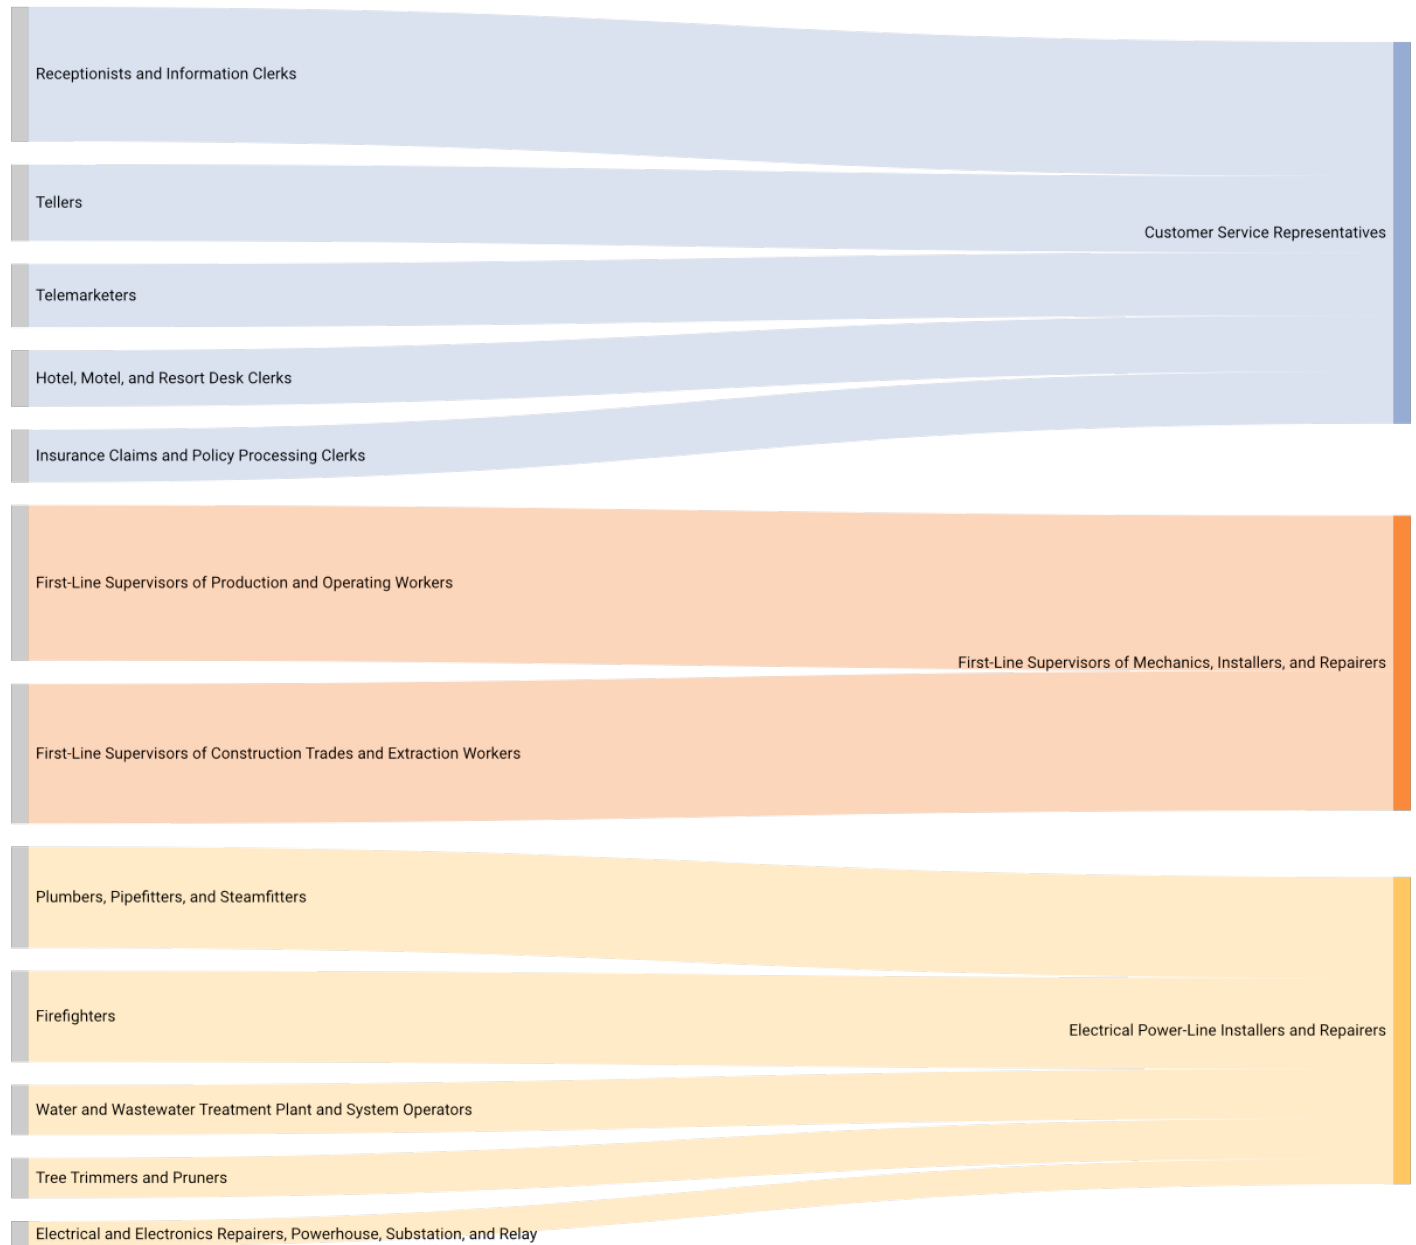 Receptionists and Information Clerks
Tellers
Customer Service Representatives
Telemarketers
Hotel, Motel, and Resort Desk Clerks
Insurance Claims and Policy Processing Clerks
First-Line Supervisors of Production and Operating Workers
First-Line Supervisors of Mechanics, Installers, and Repairers
First-Line Supervisors of Construction Trades and Extraction Workers
Plumbers, Pipefitters, and Steamfitters
Firefighters
Electrical Power-Line Installers and Repairers
Water and Wastewater Treatment Plant and System Operators
Tree Trimmers and Pruners
Electrical and Electronics Repairers, Powerhouse, Substation, and Relay